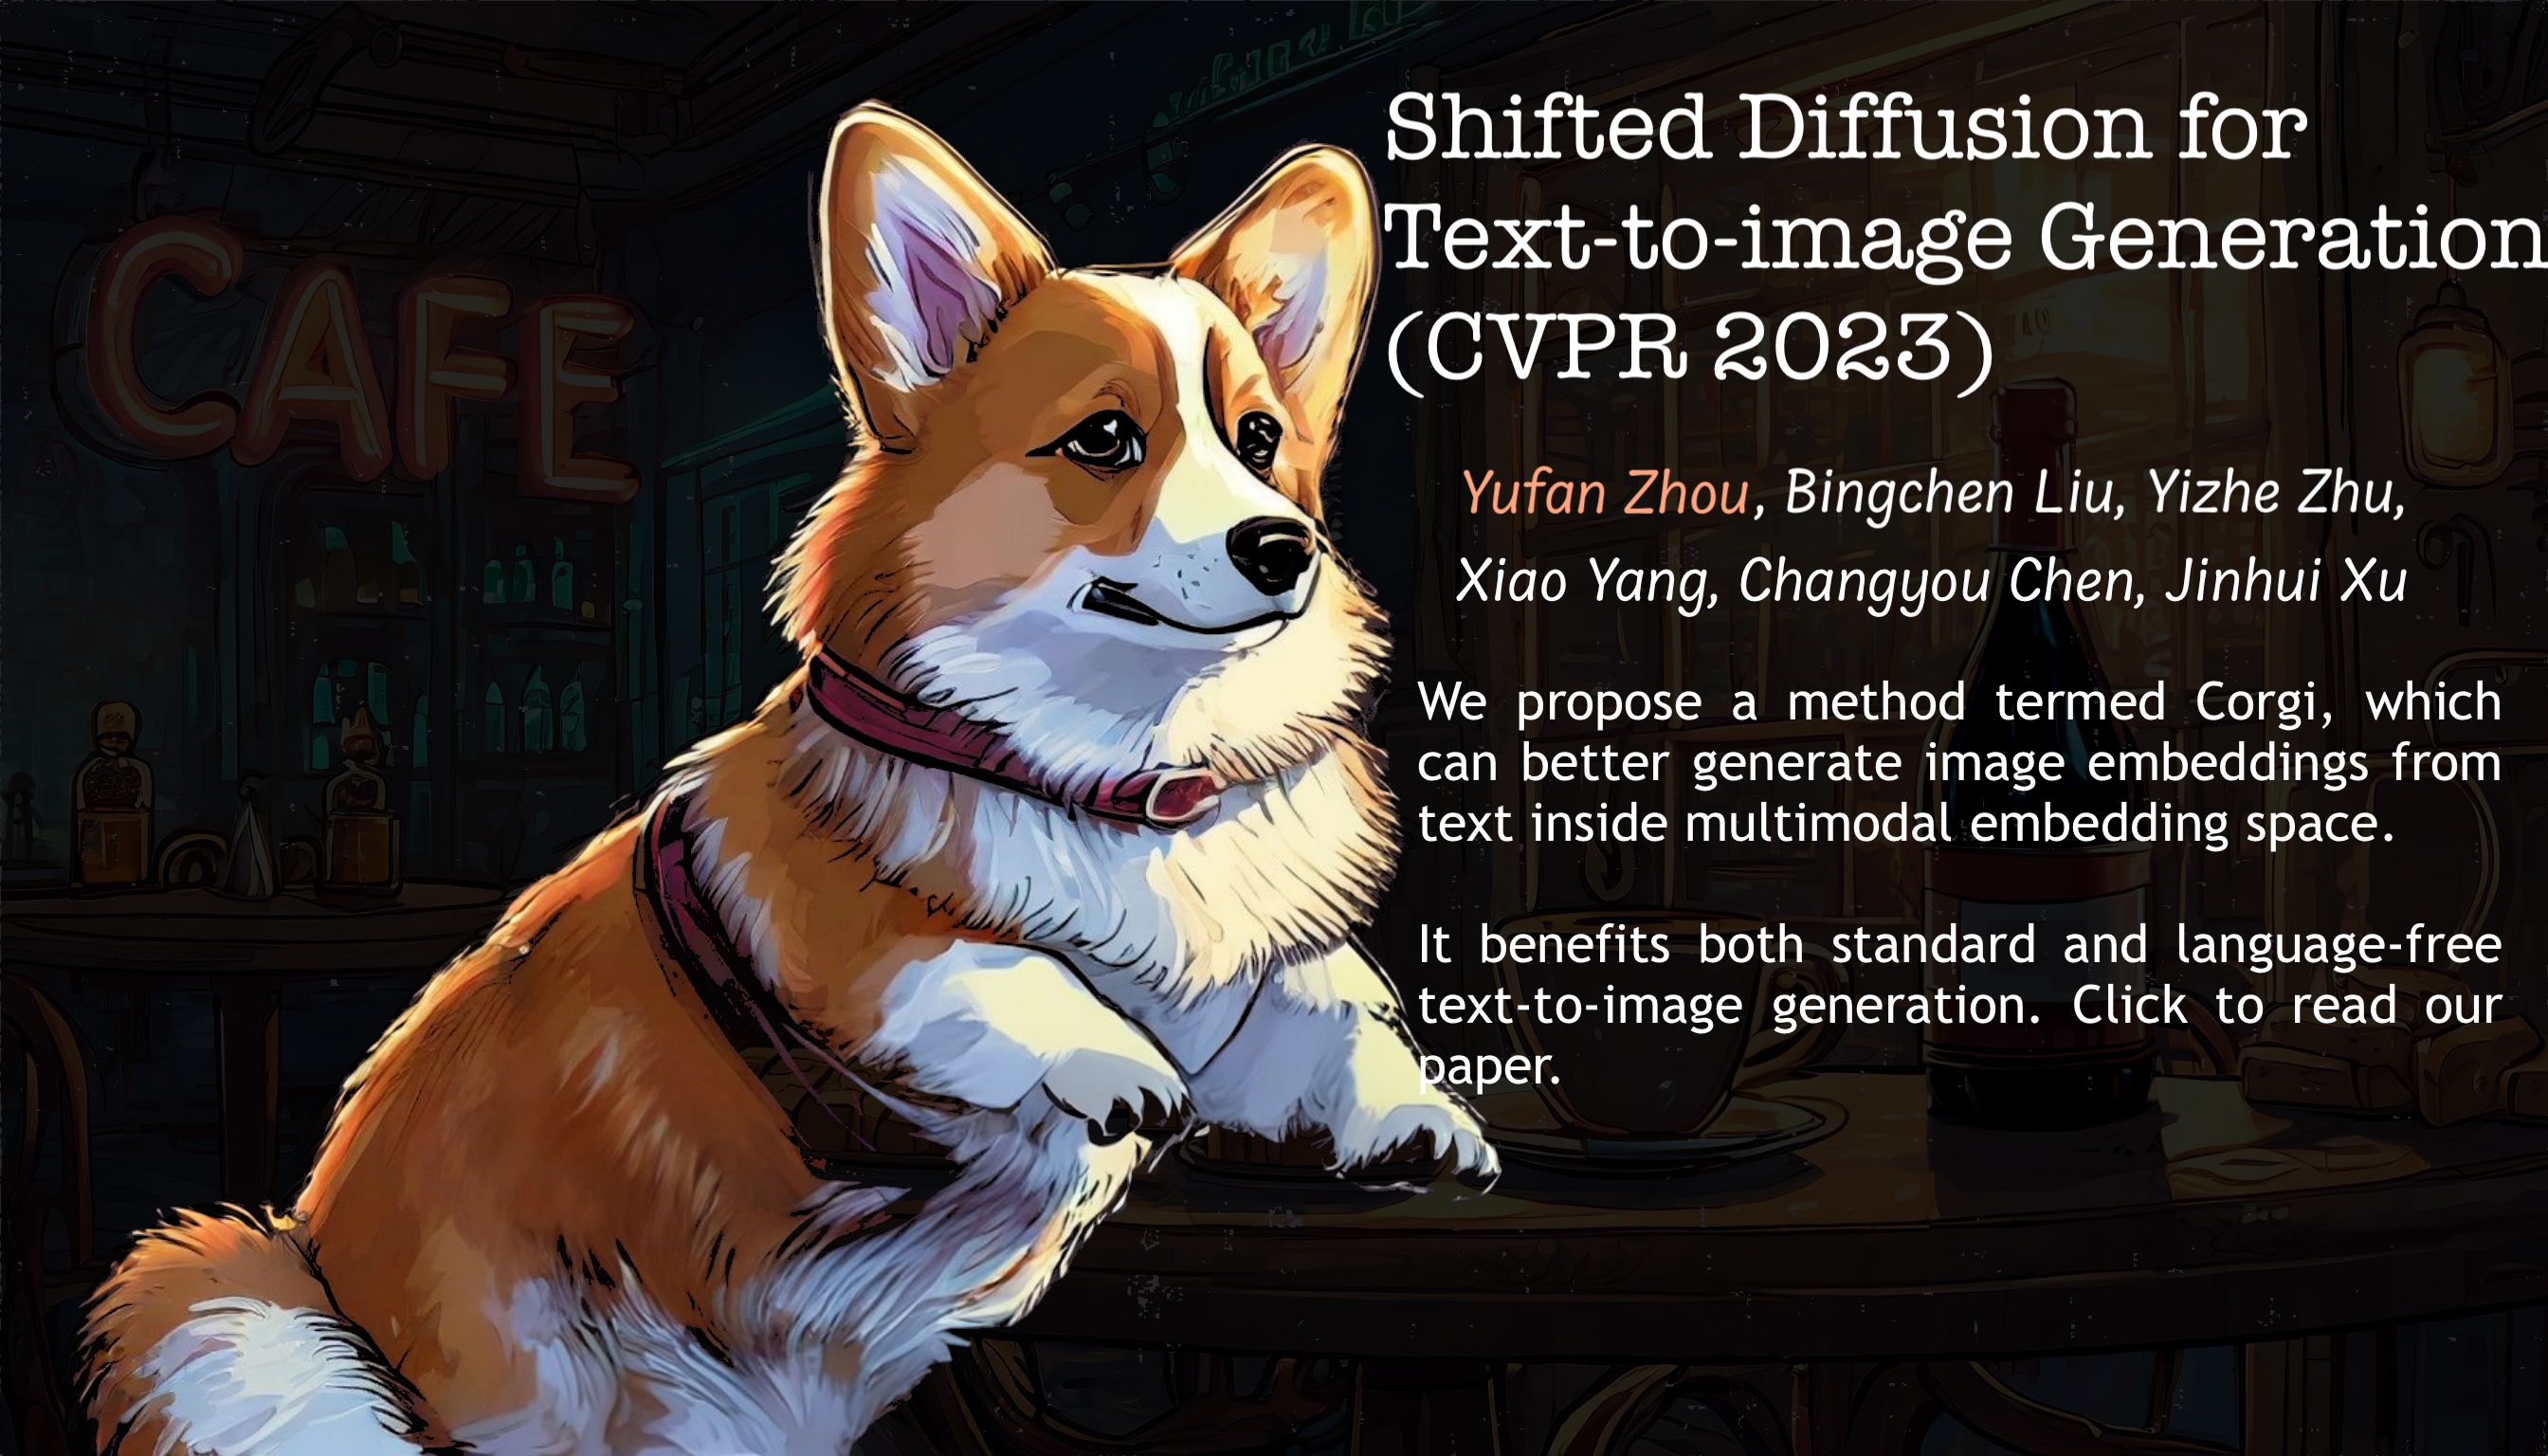 CAFE
Shifted Diffusion for
Text-to-image Generation
(CVPR 2023)
Yufan Zhou, Bingchen Liu, Yizhe Zhu,
Xiao Yang, Changyou Chen, Jinhui Xu
We propose a method termed Corgi, which
can better generate image embeddings from
text inside multimodal embedding space.
It benefits both standard and language-free
text-to-image generation. Click to read our
paper.